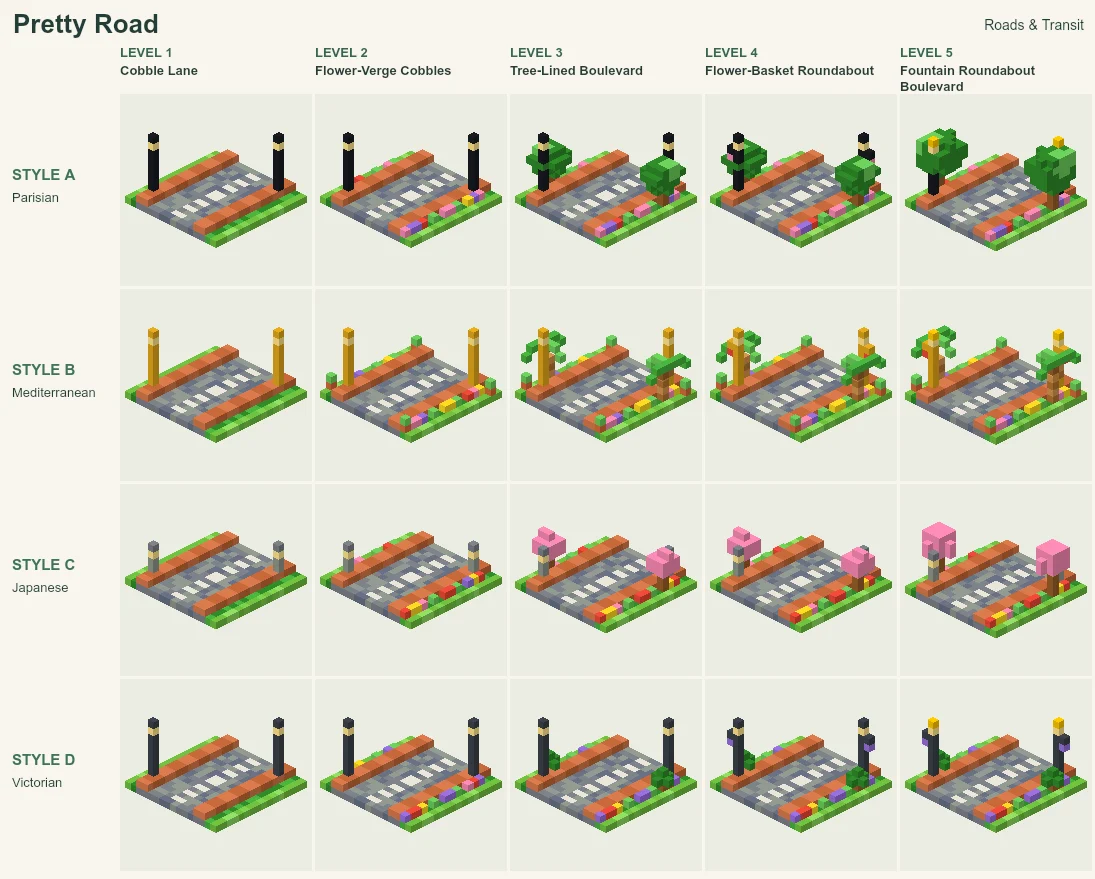 Pretty Road
Roads & Transit
LEVEL 1
Cobble Lane
LEVEL 2
Flower-Verge Cobbles
LEVEL 3
Tree-Lined Boulevard
LEVEL 4
Flower-Basket Roundabout
LEVEL 5
Fountain Roundabout
Boulevard
STYLE A
Parisian
STYLE B
Mediterranean
STYLE C
Japanese
STYLE D
Victorian